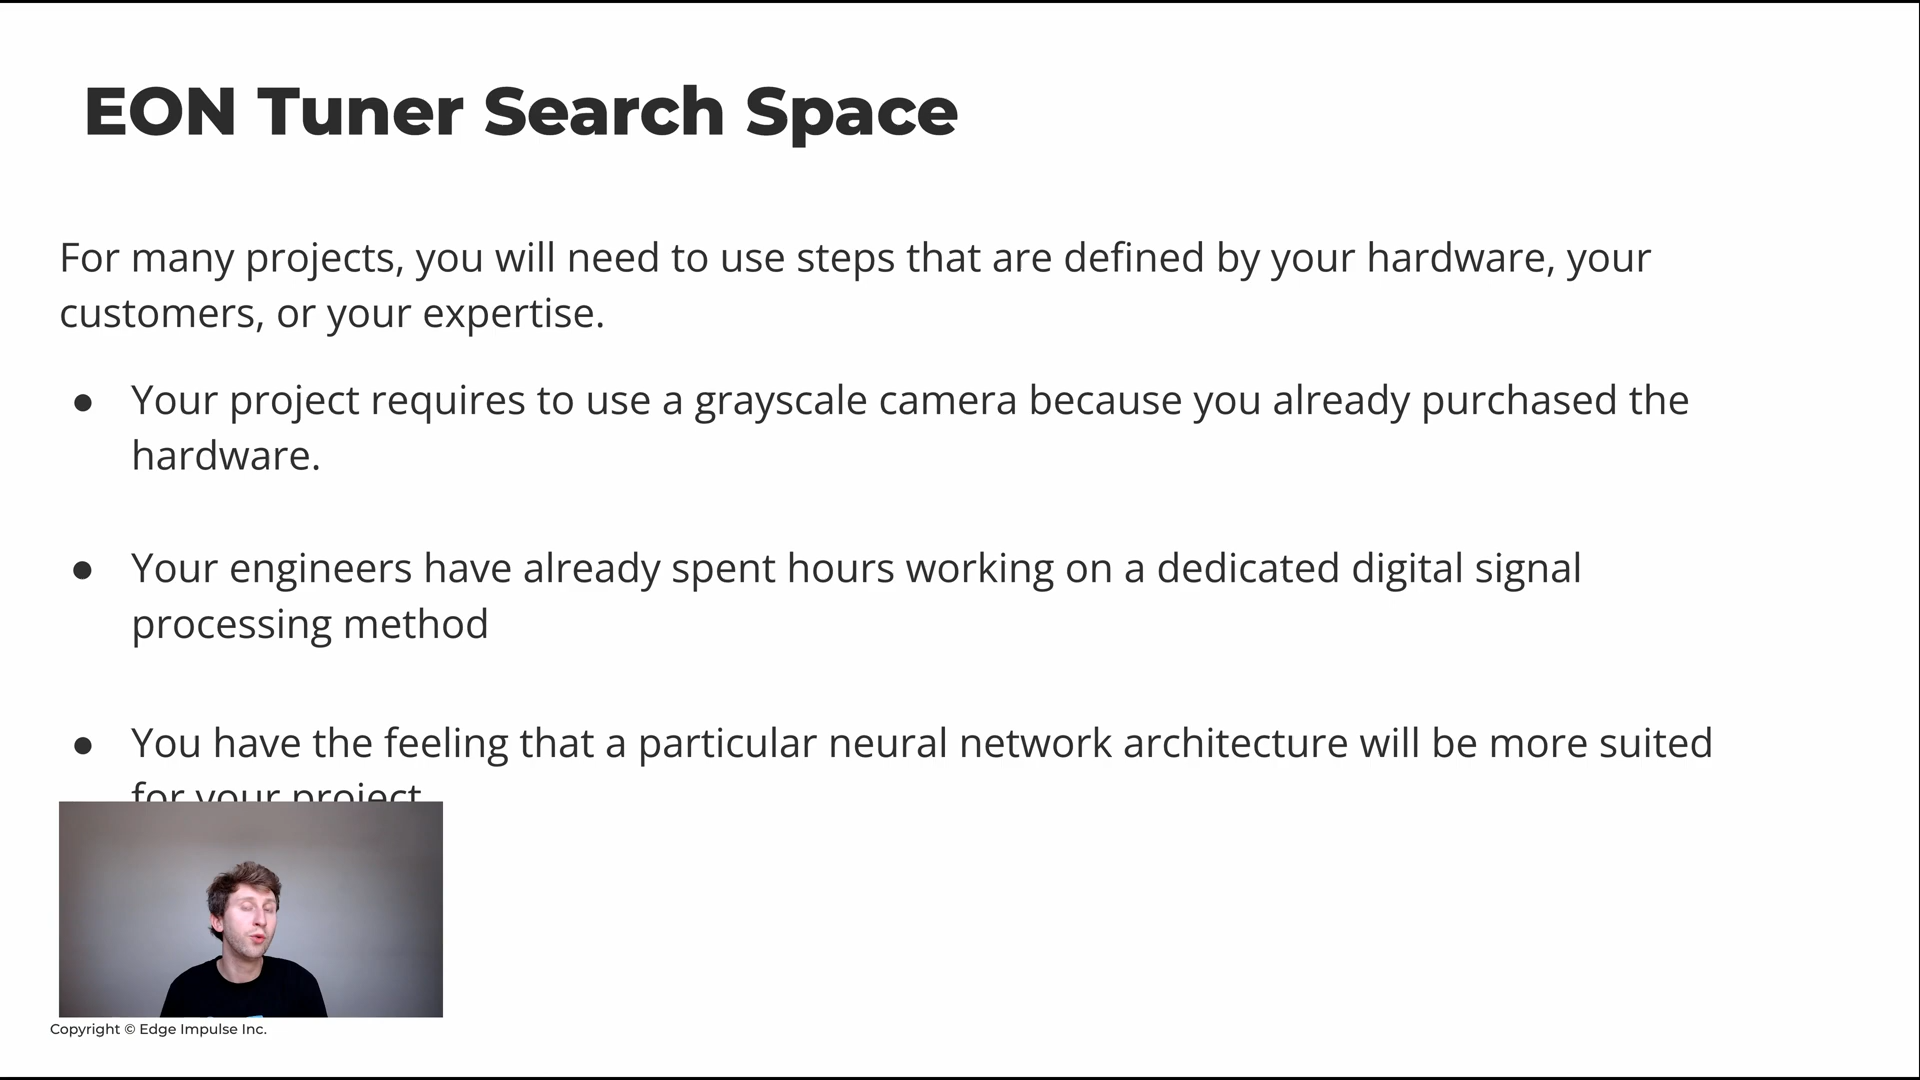 EON Tuner Search Space
For many projects, you will need to use steps that are defined by your hardware, your
customers, or your expertise.
● Your project requires to use a grayscale camera because you already purchased the
hardware.
● Your engineers have already spent hours working on a dedicated digital signal
processing method
● You have the feeling that a particular neural network architecture will be more suited
for your project
Copyright © Edge Impulse Inc.